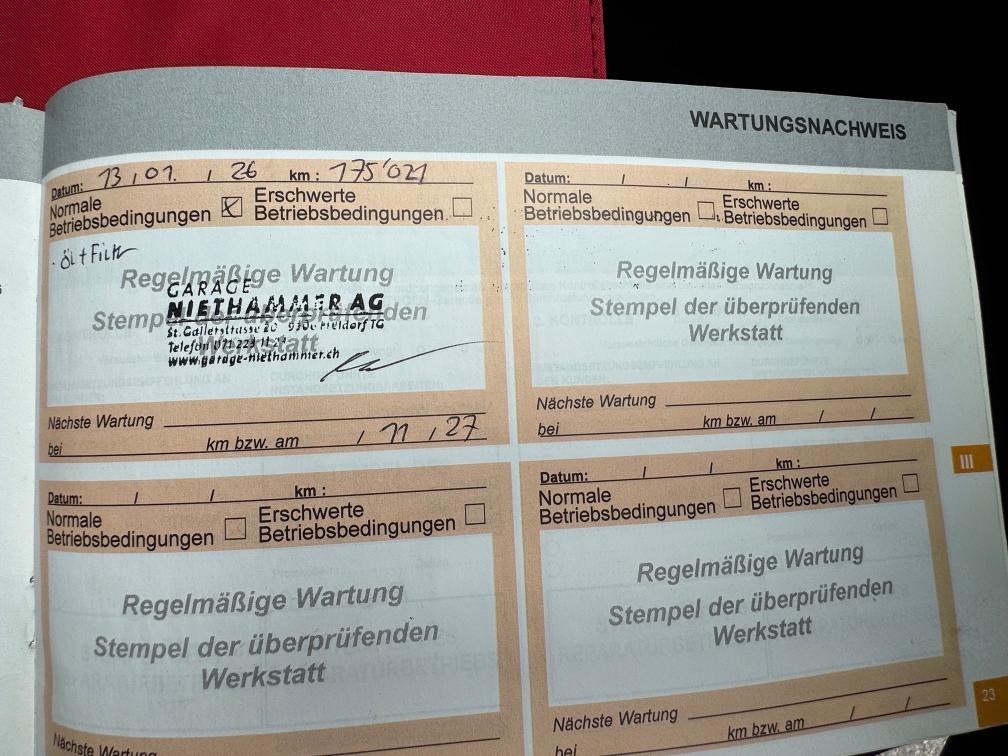 WARTUNGSNACHWEIS
Datum: 13 / 01. / 26 km : 175'021
Normale Betriebsbedingungen Erschwerte Betriebsbedingungen
Öl + Filter
Regelmäßige Wartung
Stempel der überprüfenden
Werkstatt
GARAGE
NIETHAMMER AG
St. Gallerstrasse
Telefon 071
www.garage-niethammer.ch
Nächste Wartung
bei km bzw. am / 11 / 27
Datum: / / km :
Normale Betriebsbedingungen Erschwerte Betriebsbedingungen
Regelmäßige Wartung
Stempel der überprüfenden
Werkstatt
Nächste Wartung
bei km bzw. am / /
III
Datum: / / km :
Normale Betriebsbedingungen Erschwerte Betriebsbedingungen
Regelmäßige Wartung
Stempel der überprüfenden
Werkstatt
Nächste Wartung
Datum: / / km :
Normale Betriebsbedingungen Erschwerte Betriebsbedingungen
Regelmäßige Wartung
Stempel der überprüfenden
Werkstatt
Nächste Wartung
bei km bzw. am / /
23